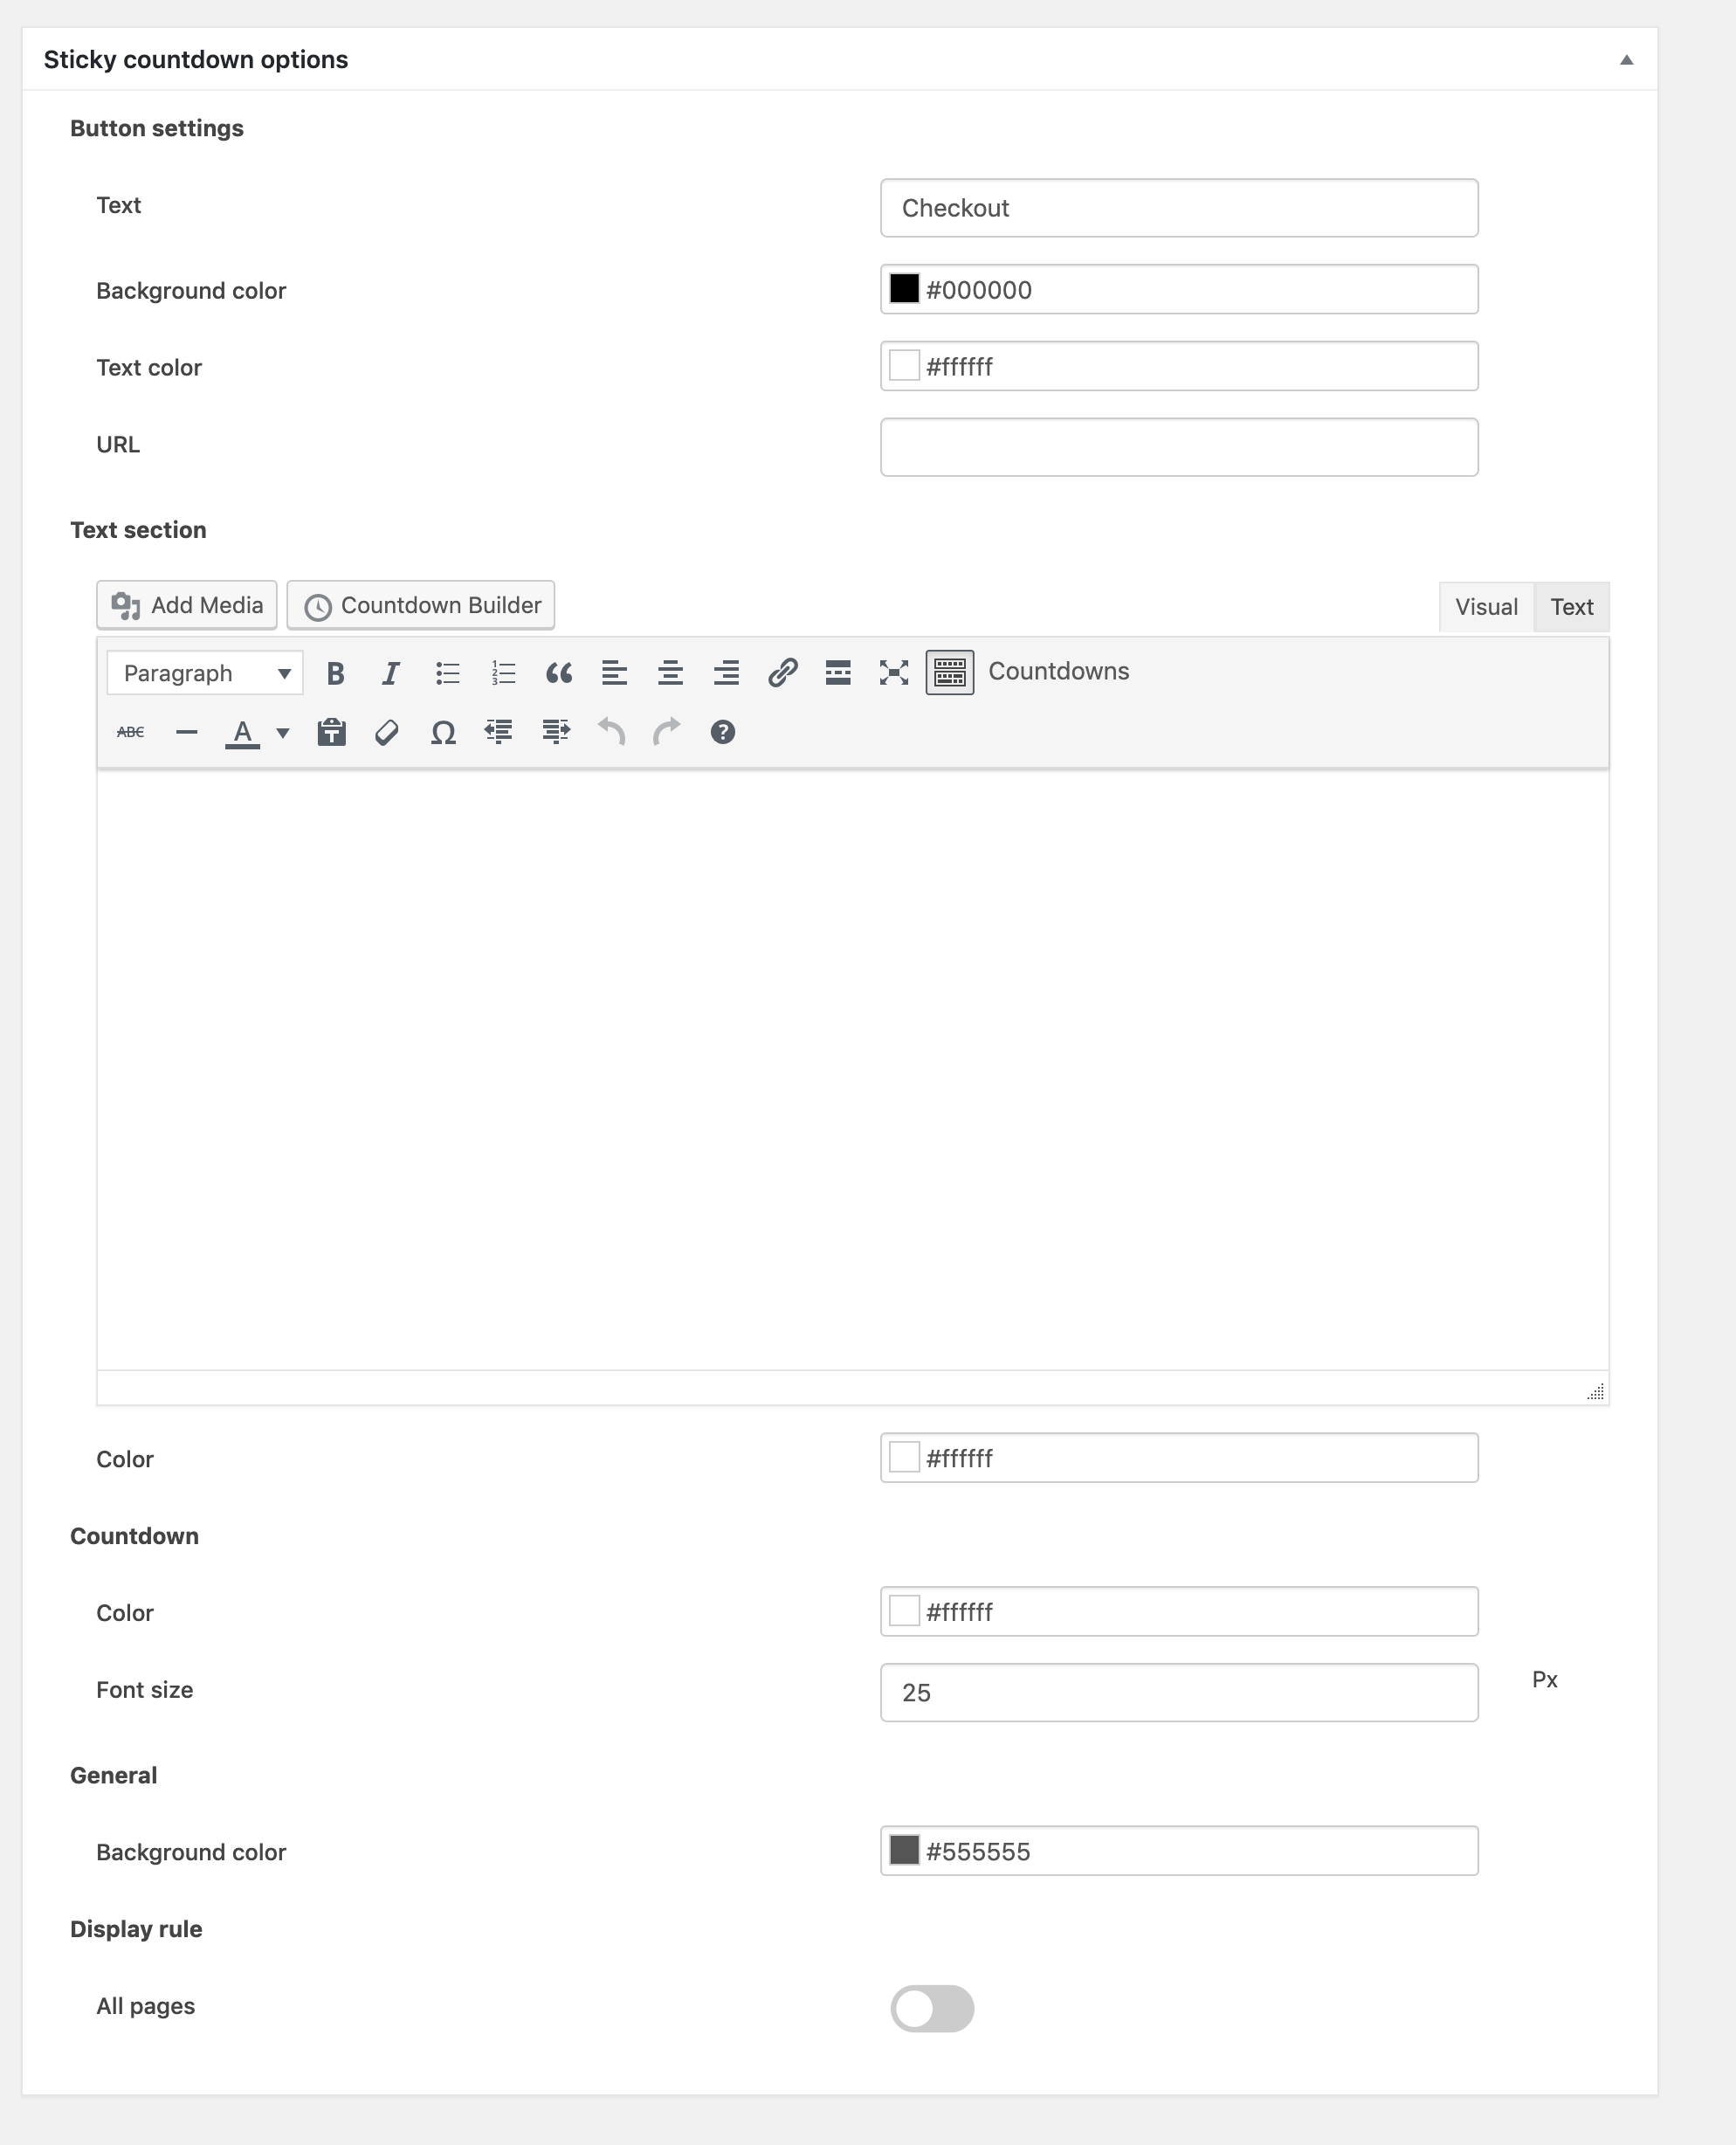 Sticky countdown options
Button settings
Text
Checkout
Background color
#000000
Text color
#ffffff
URL
Text section
Add Media
Countdown Builder
Visual
Text
Paragraph
Countdowns
ABC
Color
#ffffff
Countdown
Color
#ffffff
Font size
25
Px
General
Background color
#555555
Display rule
All pages